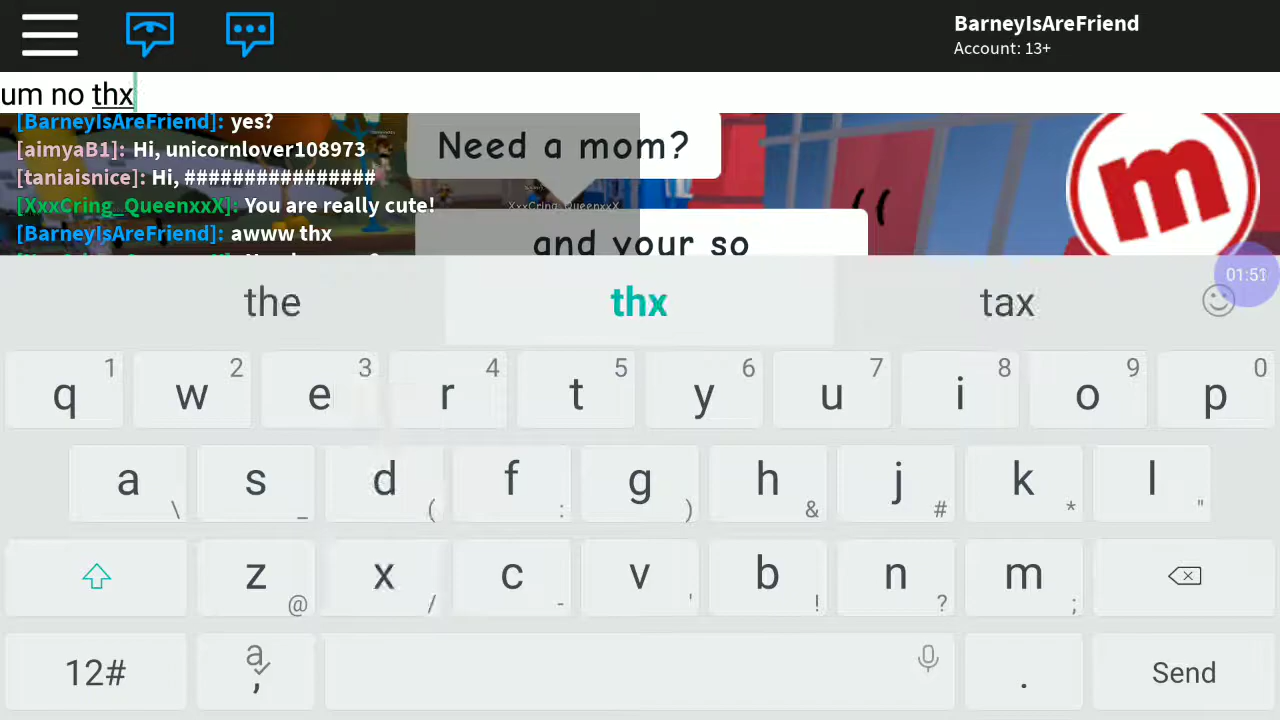 BarneyIsAreFriend
Account: 13+
um no thx
[BarneyIsAreFriend]: yes?
[aimyaB1]: Hi, unicornlover108973
[taniaisnice]: Hi, ################
[XxxCring_QueenxxX]: You are really cute!
[BarneyIsAreFriend]: awww thx
Need a mom?
XxxCring_QueenxxX
and your so
((
m
01:51
the thx tax
1 2 3 4 5 6 7 8 9 0
q w e r t y u i o p
a s d f g h j k l
\ _ ( : ) & # * "
z x c v b n m
@ / - ' ! ? ;
12# a , . Send